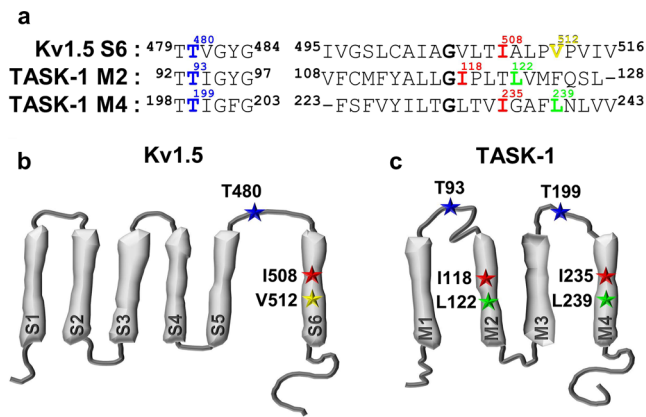 a
480 508 512
Kv1.5 S6 : 479TTVGYG484 495IVGSLCAIAGVLTIALPVPVIV516
93 118 122
TASK-1 M2 : 92TTIGYG97 108VFCMFYALLGIPLTLVMFQSL-128
199 235 239
TASK-1 M4 : 198TTIGFG203 223-FSFVYILTGLTVIGAFLNLVV243
b Kv1.5
c TASK-1
T480
T93 T199
I508
V512
I118
L122
I235
L239
S1 S2 S3 S4 S5 S6
M1 M2 M3 M4